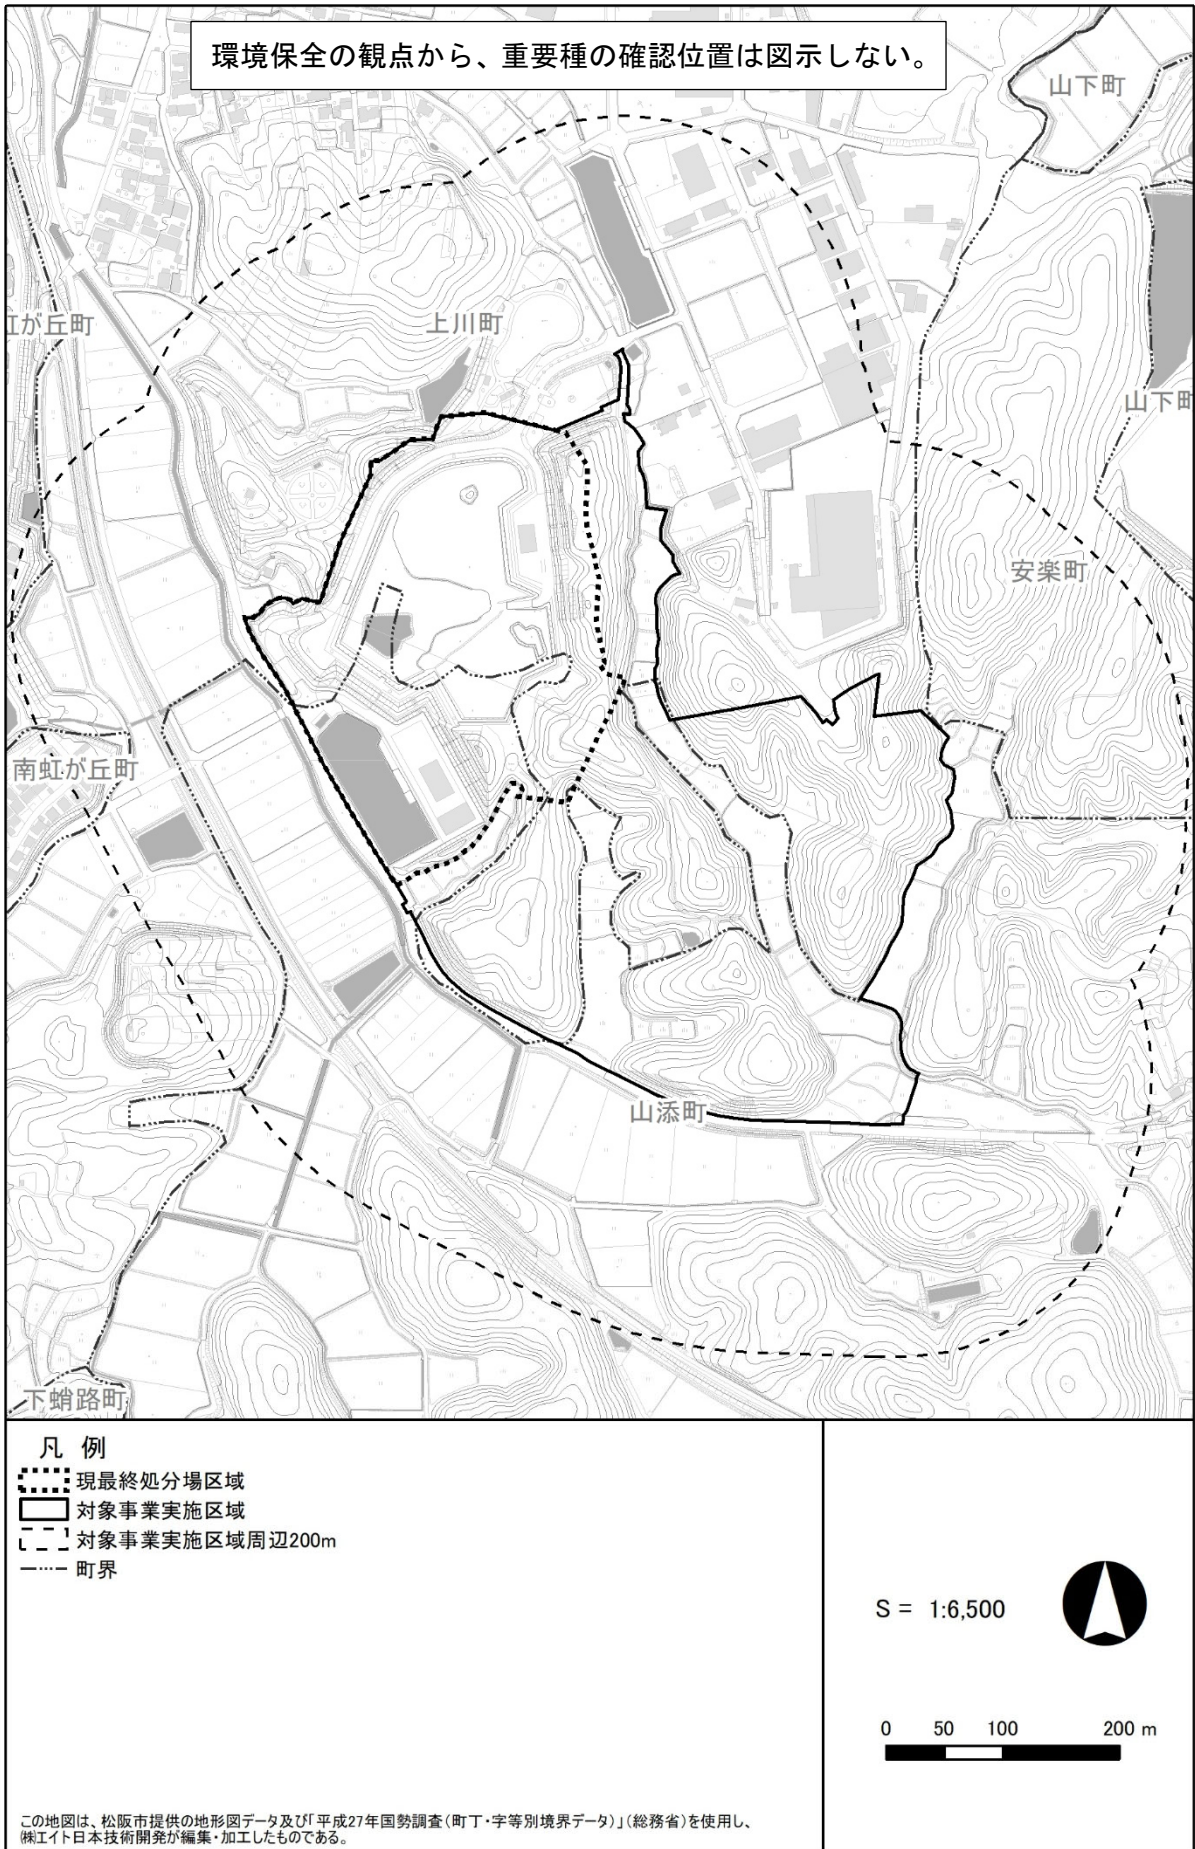 環境保全の観点から、重要種の確認位置は図示しない。
山下町
虹が丘町
上川町
山下町
安楽町
南虹が丘町
山添町
下蛸路町
凡 例
現最終処分場区域
対象事業実施区域
対象事業実施区域周辺200m
町界
S = 1:6,500
0 50 100 200 m
この地図は、松阪市提供の地形図データ及び「平成27年国勢調査(町丁・字等別境界データ)」(総務省)を使用し、
㈱エイト日本技術開発が編集・加工したものである。